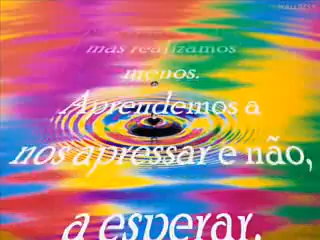 mas realizamos
menos.
Aprendemos a
nos apressar e não,
a esperar.